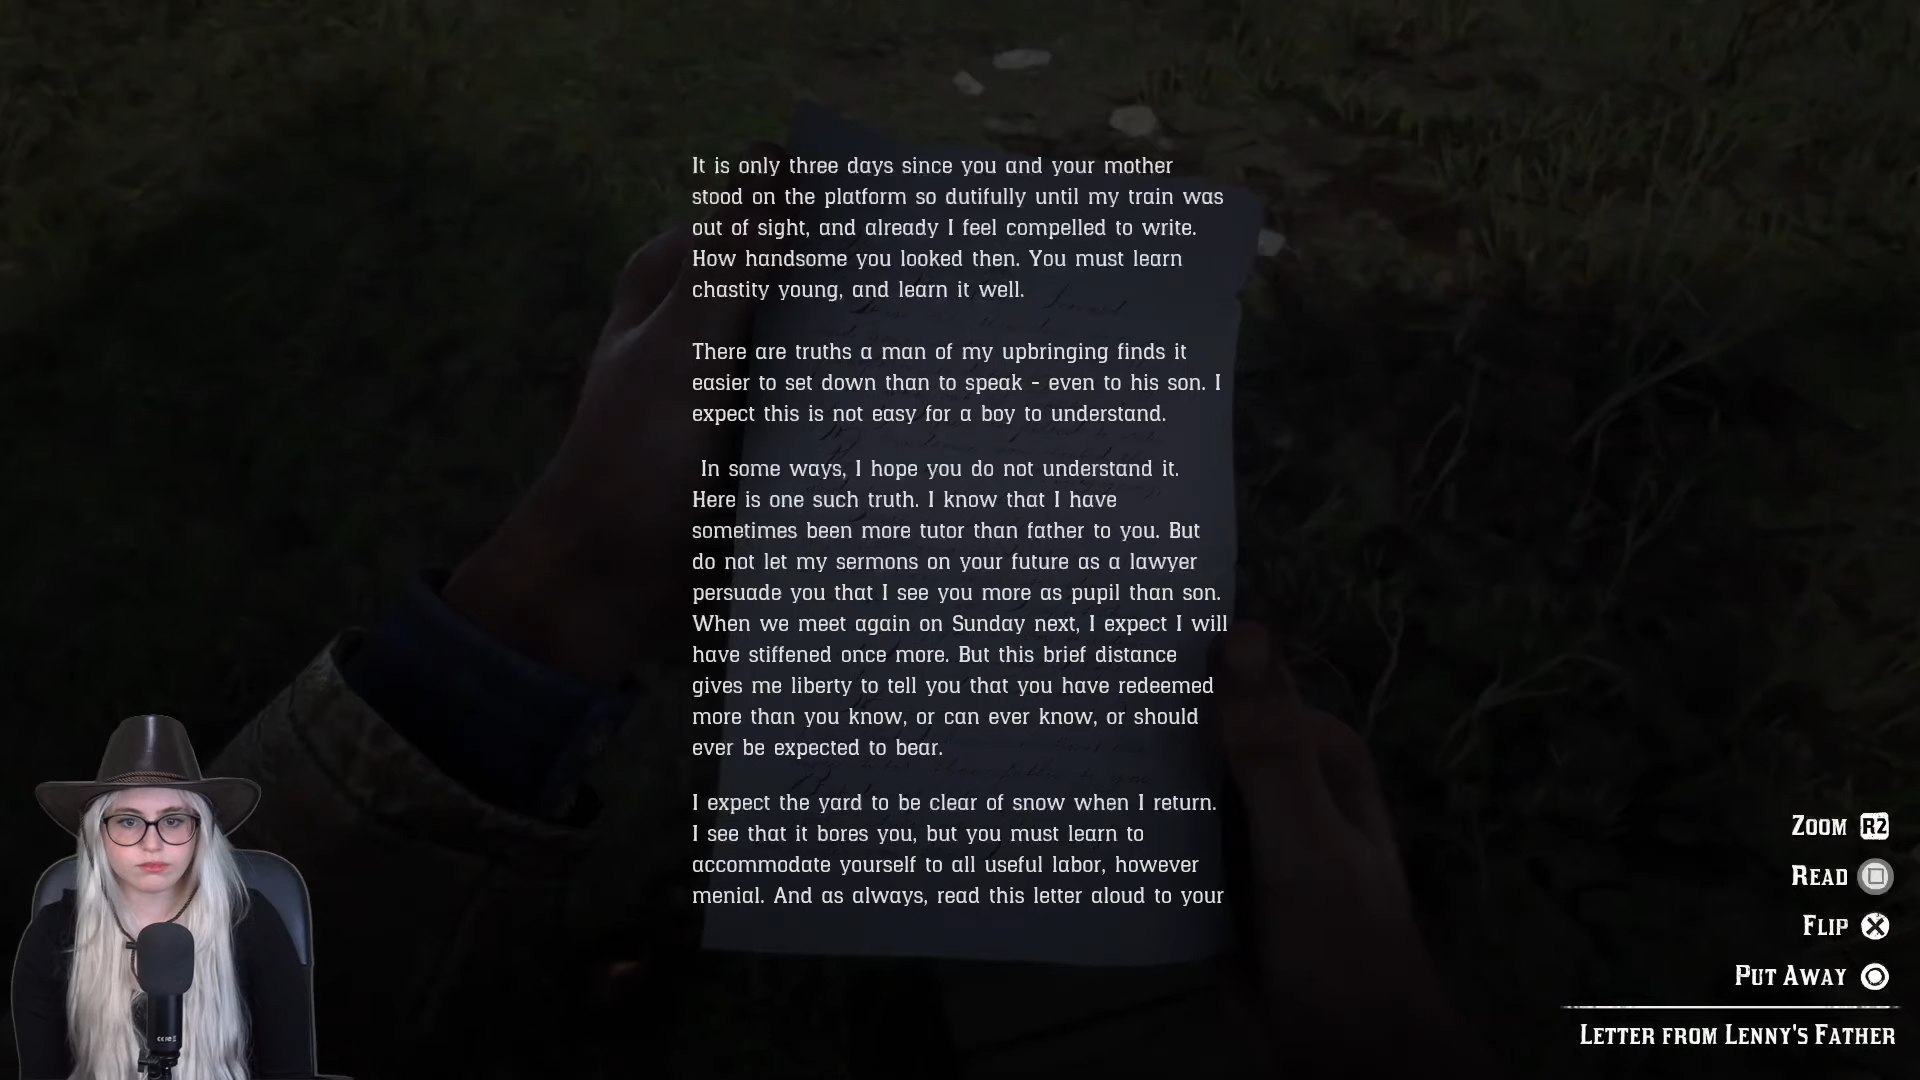 It is only three days since you and your mother
stood on the platform so dutifully until my train was
out of sight, and already I feel compelled to write.
How handsome you looked then. You must learn
chastity young, and learn it well.
There are truths a man of my upbringing finds it
easier to set down than to speak - even to his son. I
expect this is not easy for a boy to understand.
In some ways, I hope you do not understand it.
Here is one such truth. I know that I have
sometimes been more tutor than father to you. But
do not let my sermons on your future as a lawyer
persuade you that I see you more as pupil than son.
When we meet again on Sunday next, I expect I will
have stiffened once more. But this brief distance
gives me liberty to tell you that you have redeemed
more than you know, or can ever know, or should
ever be expected to bear.
I expect the yard to be clear of snow when I return.
I see that it bores you, but you must learn to
accommodate yourself to all useful labor, however
menial. And as always, read this letter aloud to your
Zoom R2
Read
Flip
Put Away
Letter from Lenny's Father